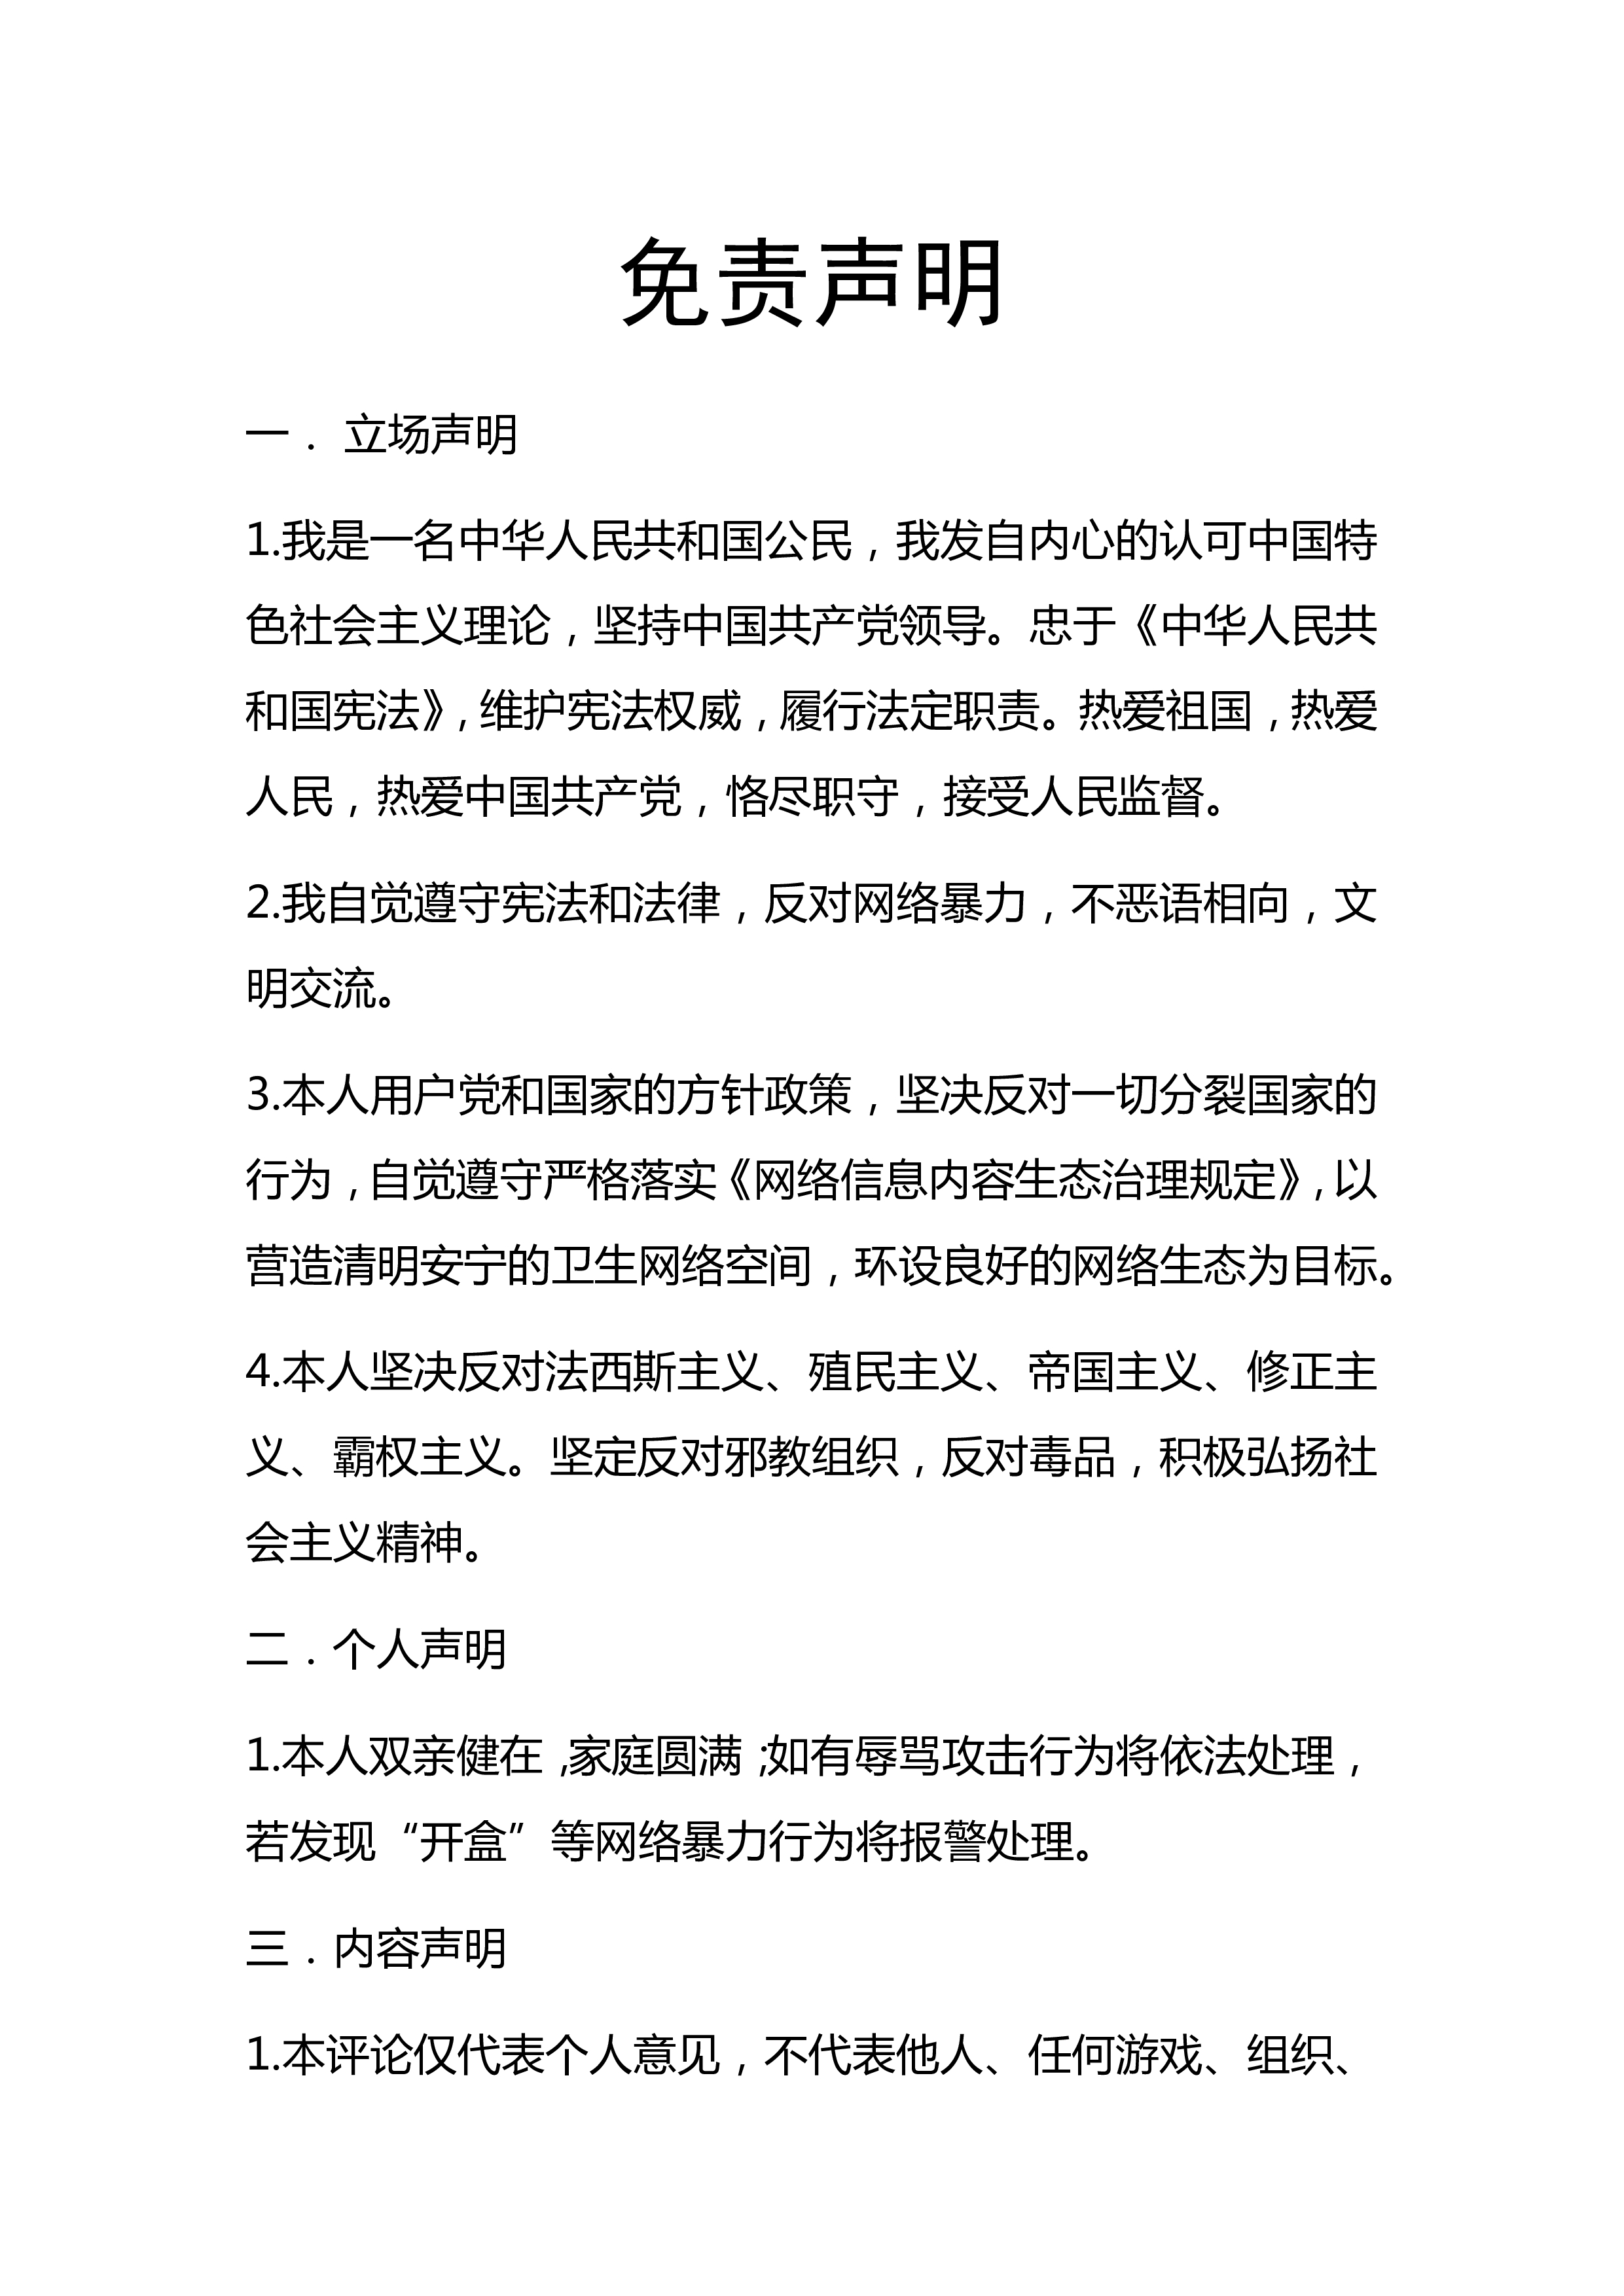 免责声明
一． 立场声明
1.我是一名中华人民共和国公民，我发自内心的认可中国特
色社会主义理论，坚持中国共产党领导。忠于《中华人民共
和国宪法》，维护宪法权威，履行法定职责。热爱祖国，热爱
人民，热爱中国共产党，恪尽职守，接受人民监督。
2.我自觉遵守宪法和法律，反对网络暴力，不恶语相向，文
明交流。
3.本人用户党和国家的方针政策，坚决反对一切分裂国家的
行为，自觉遵守严格落实《网络信息内容生态治理规定》，以
营造清明安宁的卫生网络空间，环设良好的网络生态为目标。
4.本人坚决反对法西斯主义、殖民主义、帝国主义、修正主
义、霸权主义。坚定反对邪教组织，反对毒品，积极弘扬社
会主义精神。
二．个人声明
1.本人双亲健在，家庭圆满；如有辱骂攻击行为将依法处理，
若发现“开盒”等网络暴力行为将报警处理。
三．内容声明
1.本评论仅代表个人意见，不代表他人、任何游戏、组织、